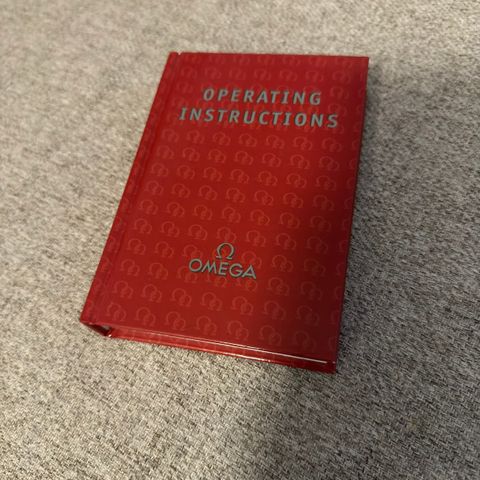 OPERATING
INSTRUCTIONS
Ω
OMEGA